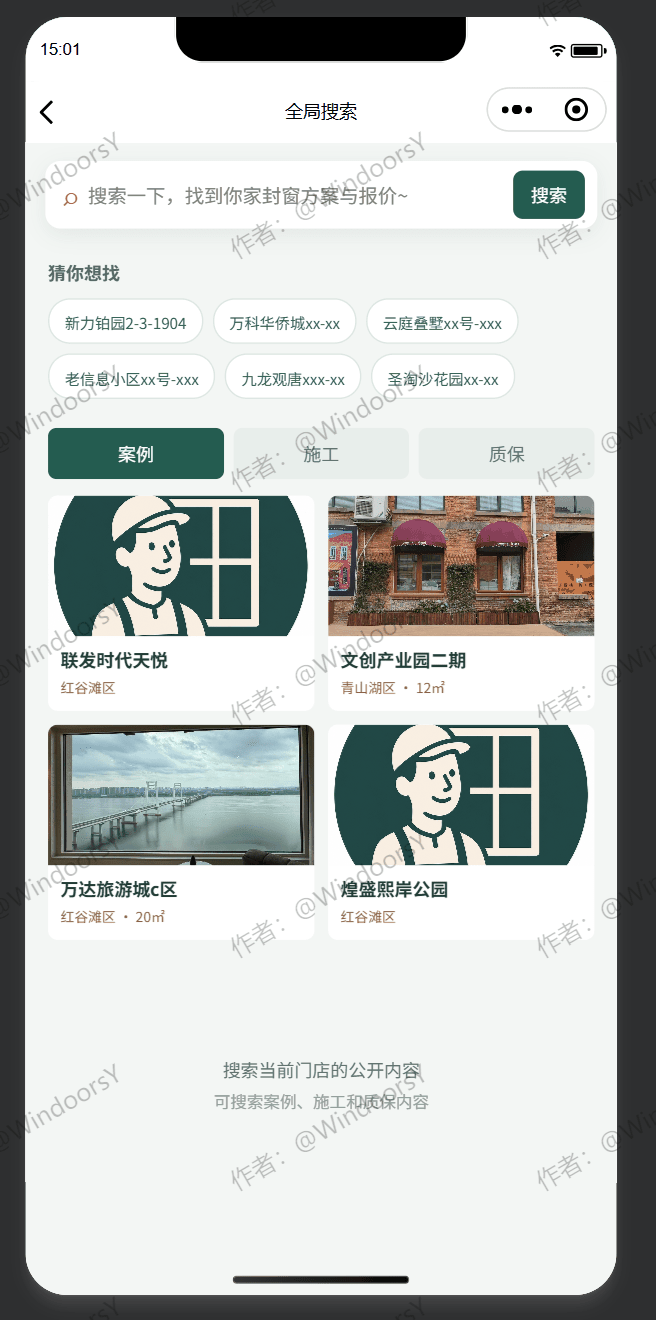 15:01
全局搜索
搜索一下，找到你家封窗方案与报价~
搜索
猜你想找
新力铂园2-3-1904
万科华侨城xx-xx
云庭叠墅xx号-xxx
老信息小区xx号-xxx
九龙观唐xxx-xx
圣淘沙花园xx-xx
案例
施工
质保
联发时代天悦
红谷滩区
文创产业园二期
青山湖区 · 12㎡
万达旅游城c区
红谷滩区 · 20㎡
煌盛熙岸公园
红谷滩区
搜索当前门店的公开内容
可搜索案例、施工和质保内容
作者：@WindoorsY